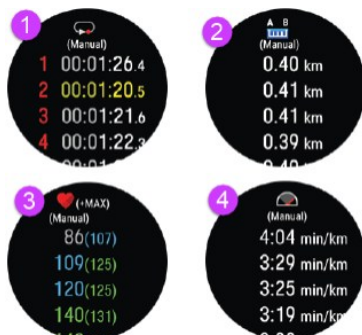 1
(Manual)
1 00:01:26.4
2 00:01:20.5
3 00:01:21.6
4 00:01:22.3
2
A B
(Manual)
0.40 km
0.41 km
0.41 km
0.39 km
3
(+MAX)
(Manual)
86(107)
109(125)
120(125)
140(131)
4
(Manual)
4:04 min/km
3:29 min/km
3:25 min/km
3:19 min/km